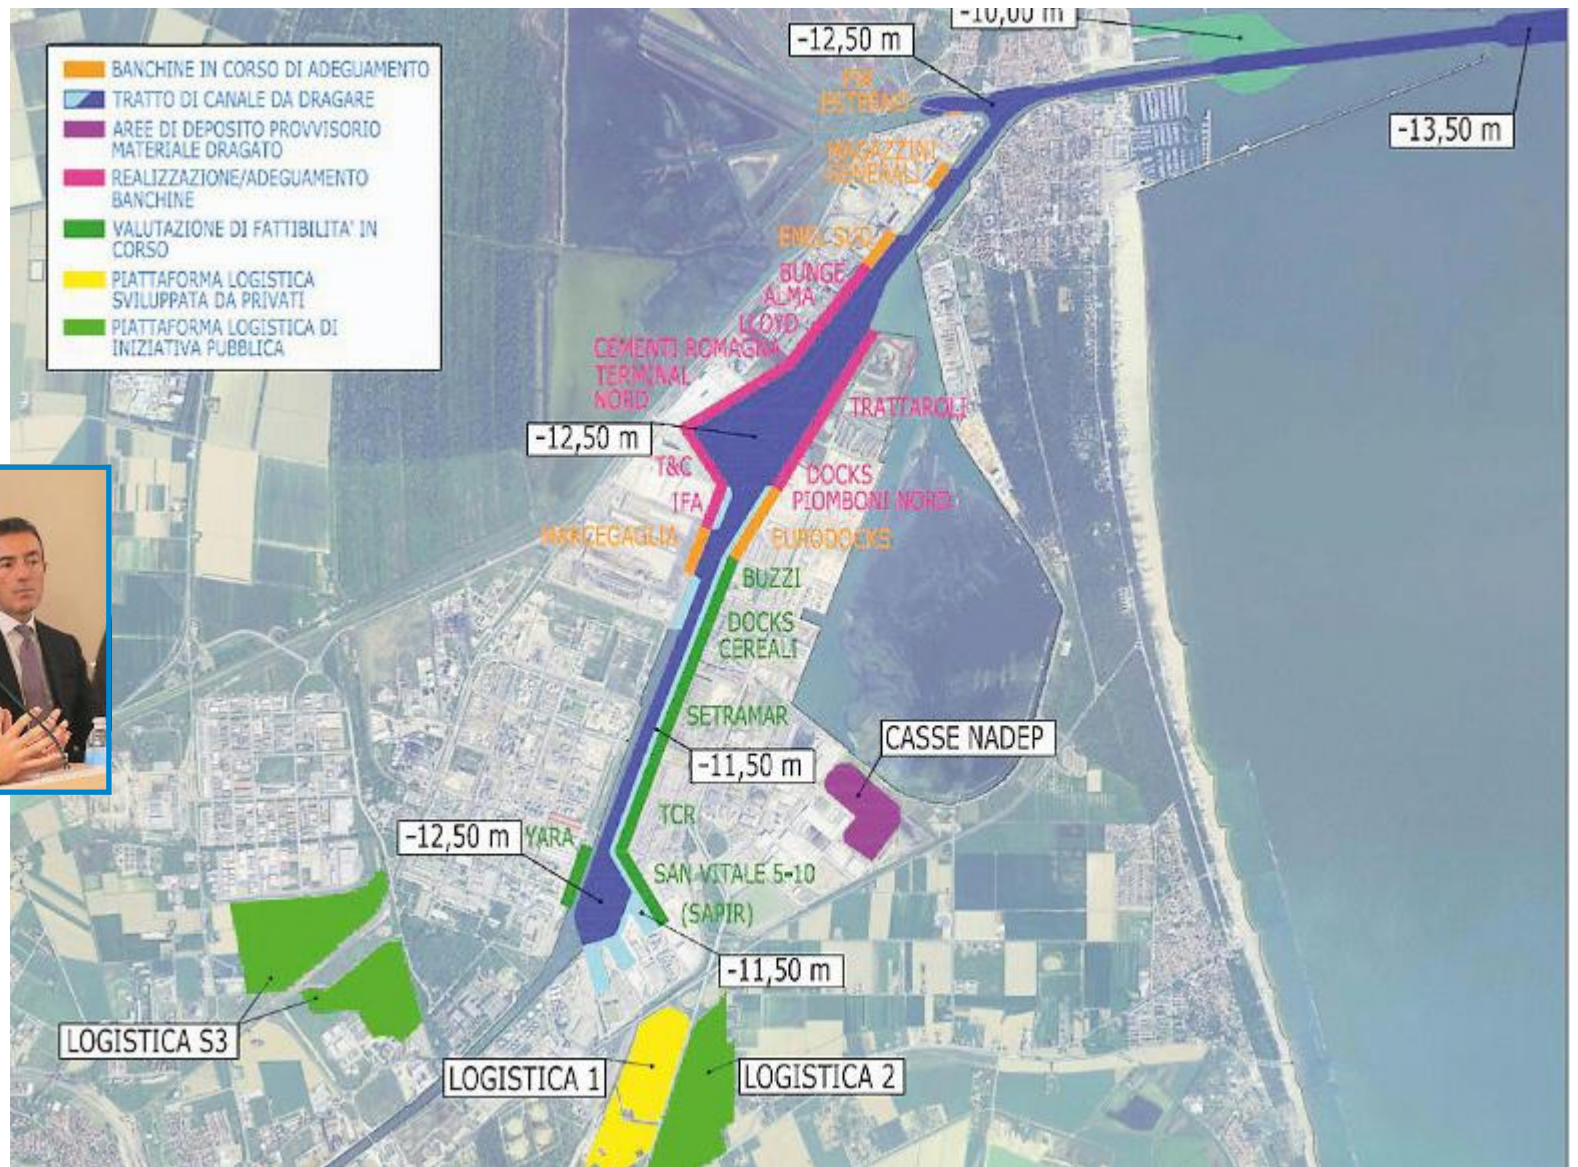 BANCHINE IN CORSO DI ADEGUAMENTO
TRATTO DI CANALE DA DRAGARE
AREE DI DEPOSITO PROVVISORIO
MATERIALE DRAGATO
REALIZZAZIONE/ADEGUAMENTO
BANCHINE
VALUTAZIONE DI FATTIBILITA' IN
CORSO
PIATTAFORMA LOGISTICA
SVILUPPATA DA PRIVATI
PIATTAFORMA LOGISTICA DI
INIZIATIVA PUBBLICA
-10,00 m
-12,50 m
-13,50 m
ESTREMO
MAGAZZINI
GENERALI
ENEL SUD
BUNGE
ALMA
LLOYD
CEMENTI ROMAGNA
TERMINAL
NORD
TRATTAROLI
-12,50 m
T&C
IFA
DOCKS
PIOMBONI NORD
MARCEGAGLIA
EURODOCKS
BUZZI
DOCKS
CEREALI
SETRAMAR
CASSE NADEP
-11,50 m
TCR
-12,50 m
YARA
SAN VITALE 5-10
(SAPIR)
-11,50 m
LOGISTICA S3
LOGISTICA 1
LOGISTICA 2